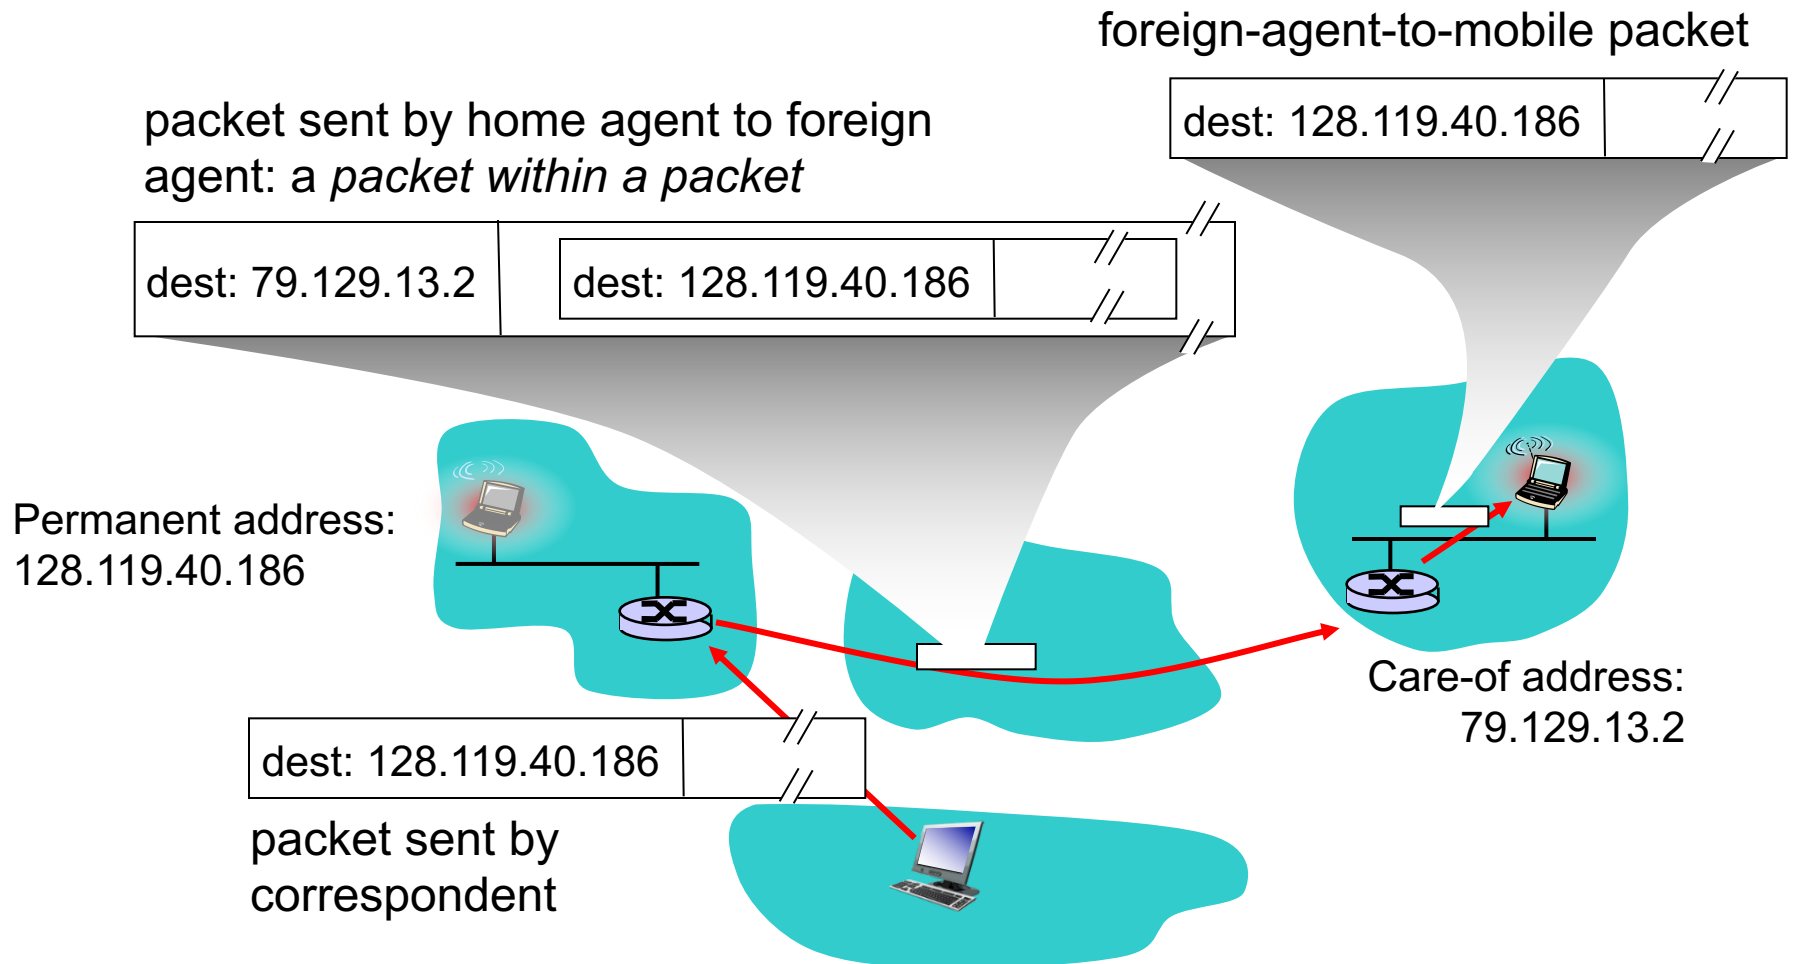 foreign-agent-to-mobile packet
dest: 128.119.40.186
packet sent by home agent to foreign
agent: a packet within a packet
dest: 79.129.13.2
dest: 128.119.40.186
Permanent address:
128.119.40.186
Care-of address:
79.129.13.2
dest: 128.119.40.186
packet sent by
correspondent